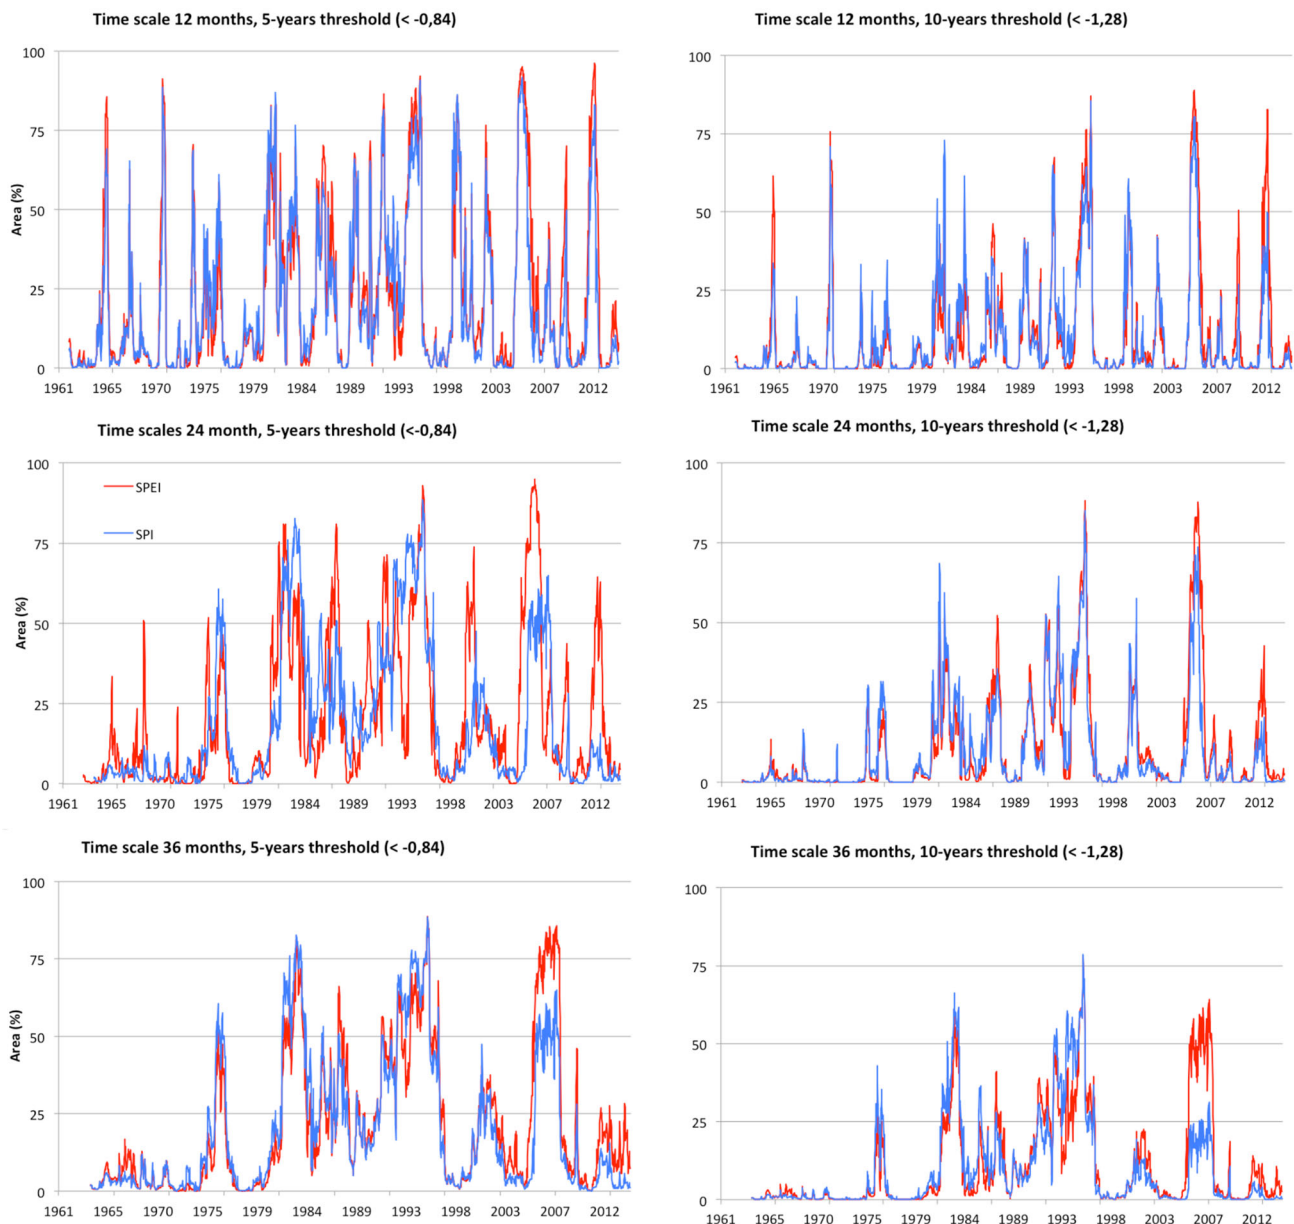 Time scale 12 months, 5-years threshold (< -0,84)
Time scale 12 months, 10-years threshold (< -1,28)
100
75
50
25
0
Area (%)
1961 1965 1970 1975 1979 1984 1989 1993 1998 2003 2007 2012
100
75
50
25
0
1961 1965 1970 1975 1979 1984 1989 1993 1998 2003 2007 2012
Time scales 24 month, 5-years threshold (<-0,84)
Time scale 24 months, 10-years threshold (< -1,28)
100
75
50
25
0
Area (%)
SPEI
SPI
1961 1965 1970 1975 1979 1984 1989 1993 1998 2003 2007 2012
100
75
50
25
0
1961 1965 1970 1975 1979 1984 1989 1993 1998 2003 2007 2012
Time scale 36 months, 5-years threshold (< -0,84)
Time scale 36 months, 10-years threshold (< -1,28)
100
75
50
25
0
Area (%)
1961 1965 1970 1975 1979 1984 1989 1993 1998 2003 2007 2012
100
75
50
25
0
1961 1965 1970 1975 1979 1984 1989 1993 1998 2003 2007 2012